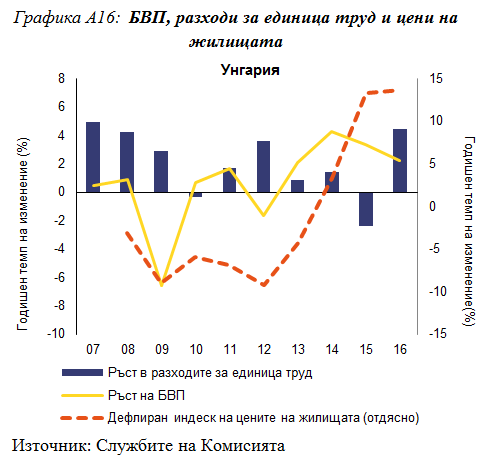 Графика А16: БВП, разходи за единица труд и цени на
жилищата
Унгария
8
6
4
2
0
-2
-4
-6
-8
-10
Годишен темп на изменение (%)
15
10
5
0
-5
-10
-15
Годишен темп на изменение(%)
07 08 09 10 11 12 13 14 15 16
Ръст в разходите за единица труд
Ръст на БВП
Дефлиран индеск на цените на жилищата (отдясно)
Източник: Службите на Комисията